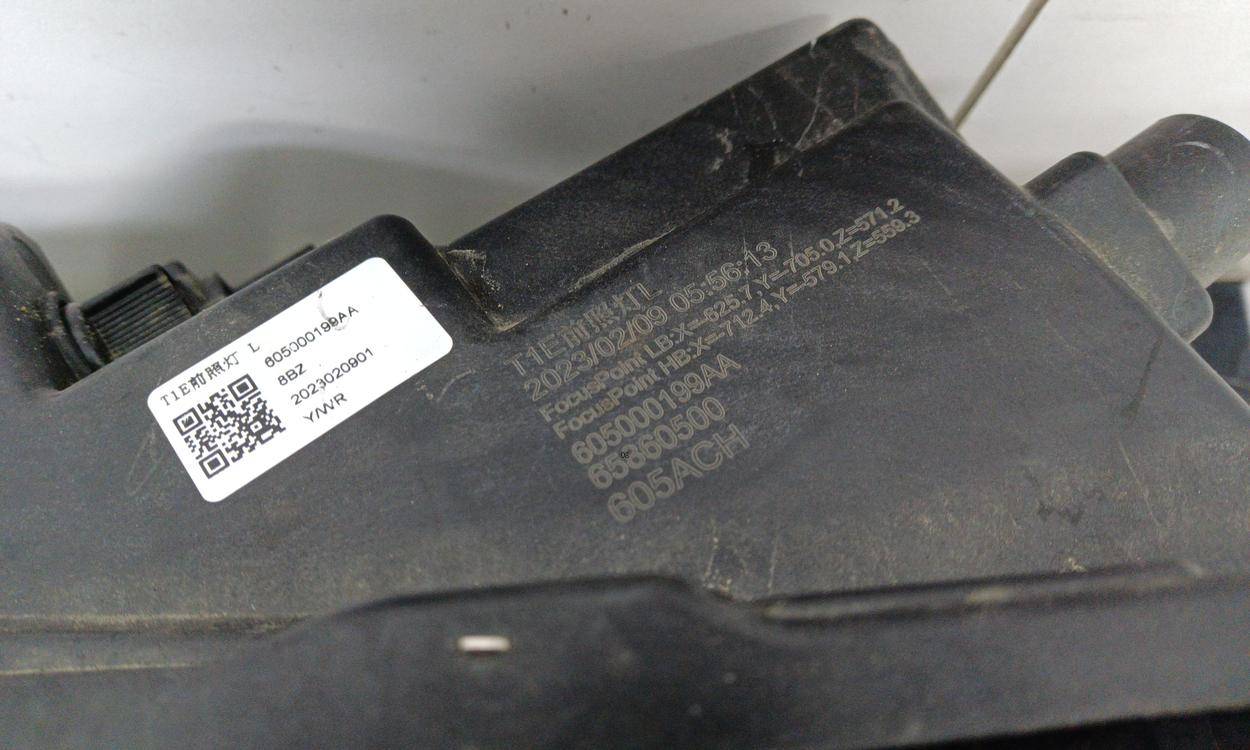 T1E前照灯 L
605000199AA
8BZ
2023020901
Y/WR
T1E前照灯L
2023/02/09 05:56:13
FocusPoint LB:X=-625.7,Y=-705.0,Z=571.2
FocusPoint HB:X=-712.4,Y=-579.1,Z=559.3
605000199AA
65860500
605ACH